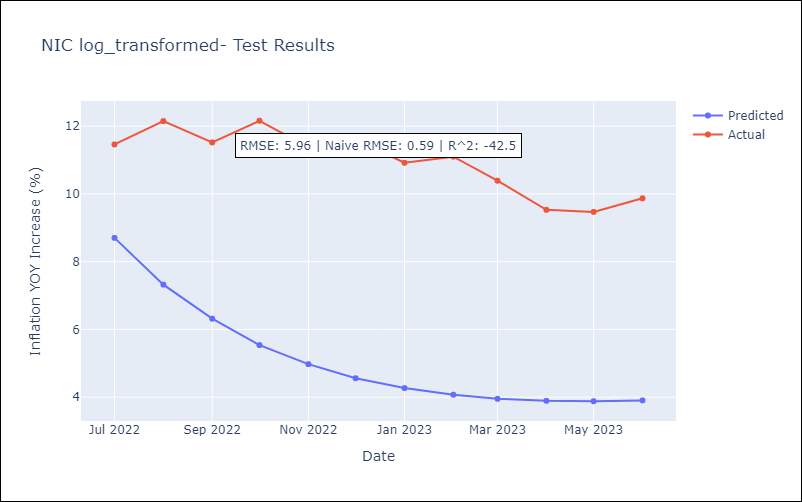 NIC log_transformed- Test Results
Predicted
Actual
RMSE: 5.96 | Naive RMSE: 0.59 | R^2: -42.5
Inflation YOY Increase (%)
12
10
8
6
4
Jul 2022
Sep 2022
Nov 2022
Jan 2023
Mar 2023
May 2023
Date